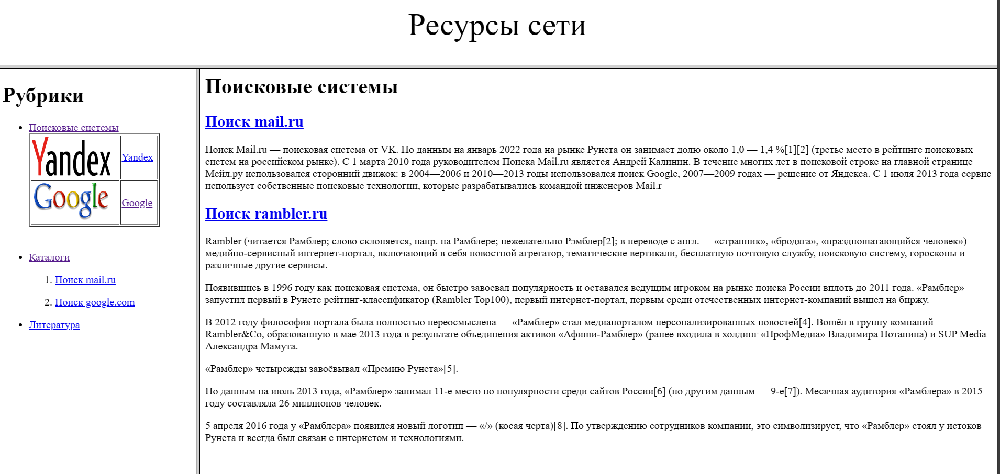 Ресурсы сети
Рубрики
Поисковые системы
Yandex
Yandex
Google
Google
Каталоги
1. Поиск mail.ru
2. Поиск google.com
Литература
Поисковые системы
Поиск mail.ru
Поиск Mail.ru — поисковая система от VK. По данным на январь 2022 года на рынке Рунета он занимает долю около 1,0 — 1,4 %[1][2] (третье место в рейтинге поисковых
систем на российском рынке). С 1 марта 2010 года руководителем Поиска Mail.ru является Андрей Калинин. В течение многих лет в поисковой строке на главной странице
Мейл.ру использовался сторонний движок: в 2004—2006 и 2010—2013 годы использовался поиск Google, 2007—2009 годах — решение от Яндекса. С 1 июля 2013 года сервис
использует собственные поисковые технологии, которые разрабатывались командой инженеров Mail.r
Поиск rambler.ru
Rambler (читается Рамблер; слово склоняется, напр. на Рамблере; нежелательно Рэмблер[2]; в переводе с англ. — «странник», «бродяга», «праздношатающийся человек») —
медийно-сервисный интернет-портал, включающий в себя новостной агрегатор, тематические вертикали, бесплатную почтовую службу, поисковую систему, гороскопы и
различные другие сервисы.
Появившись в 1996 году как поисковая система, он быстро завоевал популярность и оставался ведущим игроком на рынке поиска России вплоть до 2011 года. «Рамблер»
запустил первый в Рунете рейтинг-классификатор (Rambler Top100), первый интернет-портал, первым среди отечественных интернет-компаний вышел на биржу.
В 2012 году философия портала была полностью переосмыслена — «Рамблер» стал медиапорталом персонализированных новостей[4]. Вошёл в группу компаний
Rambler&Co, образованную в мае 2013 года в результате объединения активов «Афиши-Рамблер» (ранее входила в холдинг «ПрофМедиа» Владимира Потанина) и SUP Media
Александра Мамута.
«Рамблер» четырежды завоёвывал «Премию Рунета»[5].
По данным на июль 2013 года, «Рамблер» занимал 11-е место по популярности среди сайтов России[6] (по другим данным — 9-е[7]). Месячная аудитория «Рамблера» в 2015
году составляла 26 миллионов человек.
5 апреля 2016 года у «Рамблера» появился новый логотип — «/» (косая черта)[8]. По утверждению сотрудников компании, это символизирует, что «Рамблер» стоял у истоков
Рунета и всегда был связан с интернетом и технологиями.